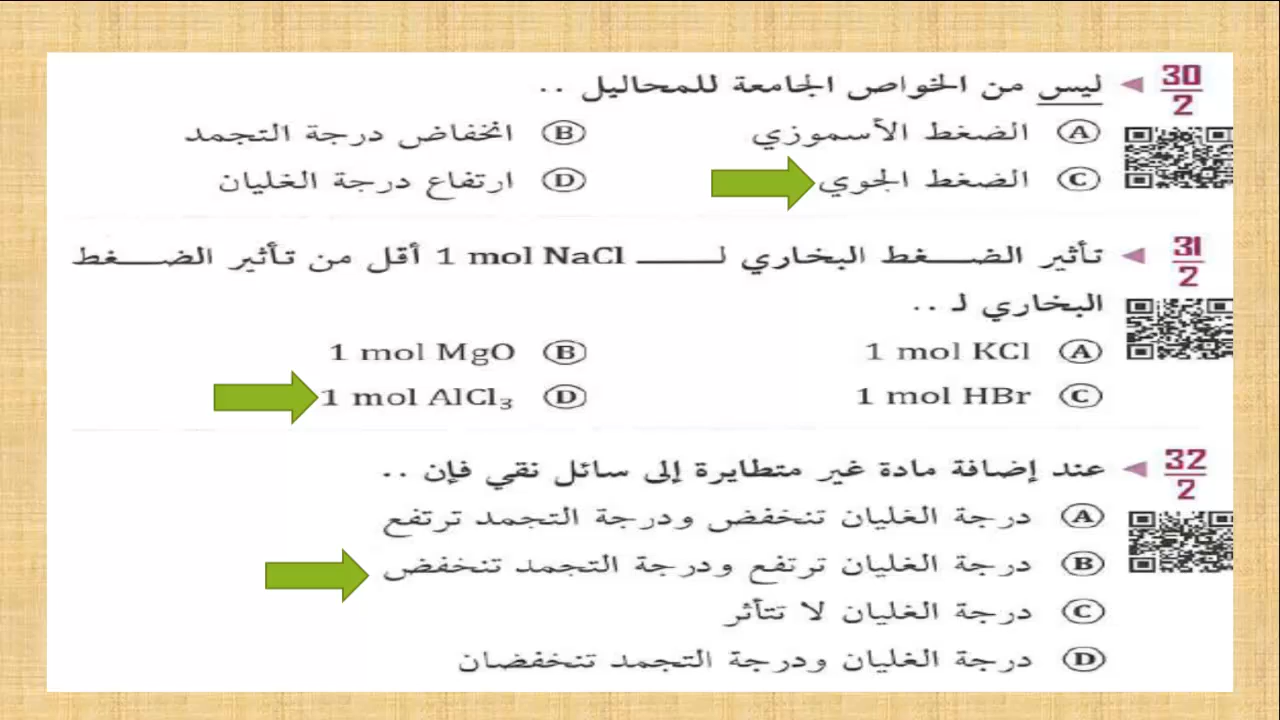 30/2 ◀ ليس من الخواص الجامعة للمحاليل ..
Ⓐ الضغط الأسموزي Ⓑ انخفاض درجة التجمد
Ⓒ الضغط الجوي Ⓓ ارتفاع درجة الغليان
31/2 ◀ تأثير الضغط البخاري لـ 1 mol NaCl أقل من تأثير الضغط
البخاري لـ ..
Ⓐ 1 mol KCl Ⓑ 1 mol MgO
Ⓒ 1 mol HBr Ⓓ 1 mol AlCl₃
32/2 ◀ عند إضافة مادة غير متطايرة إلى سائل نقي فإن ..
Ⓐ درجة الغليان تنخفض ودرجة التجمد ترتفع
Ⓑ درجة الغليان ترتفع ودرجة التجمد تنخفض
Ⓒ درجة الغليان لا تتأثر
Ⓓ درجة الغليان ودرجة التجمد تنخفضان